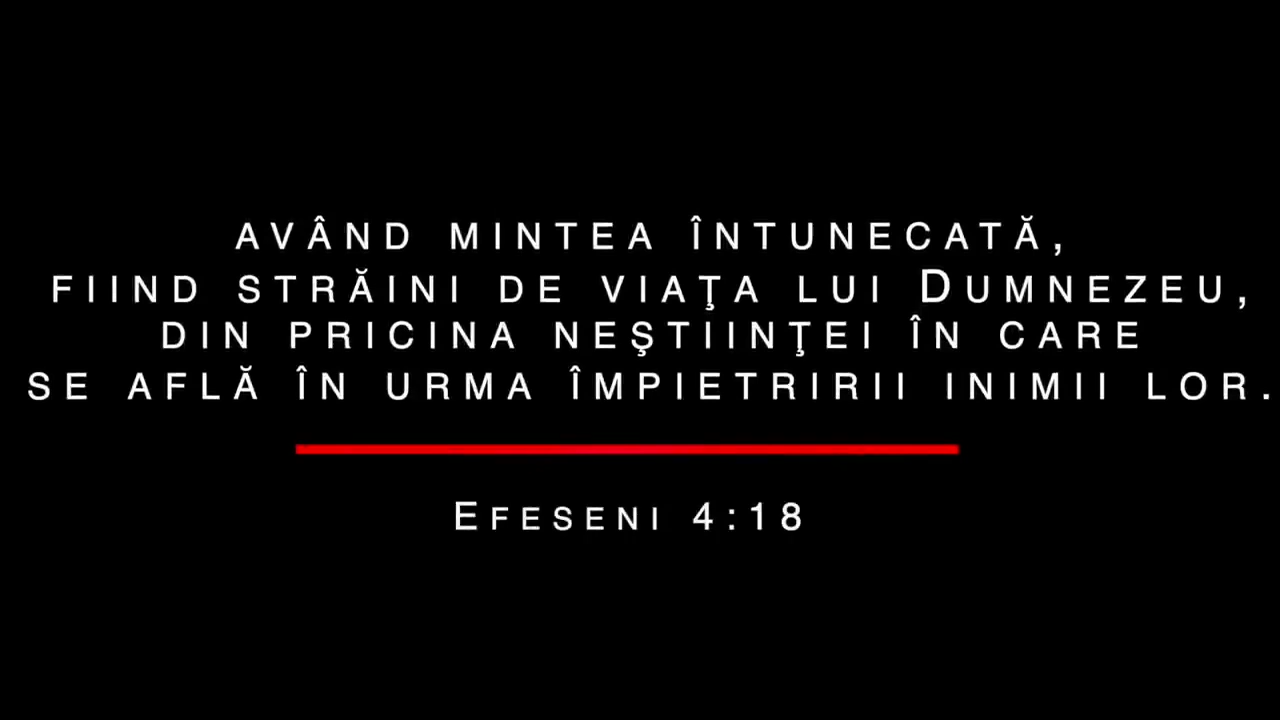 având mintea întunecată,
fiind străini de viaţa lui Dumnezeu,
din pricina neştiinţei în care
se află în urma împietririi inimii lor.
Efeseni 4:18